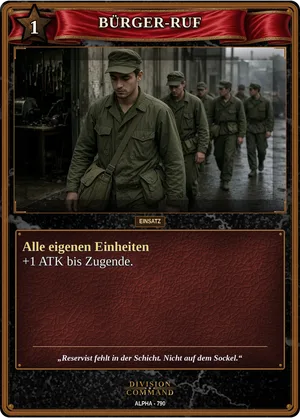 1
BÜRGER-RUF
EINSATZ
Alle eigenen Einheiten
+1 ATK bis Zugende.
„Reservist fehlt in der Schicht. Nicht auf dem Sockel.“
DIVISION
COMMAND
ALPHA - 790